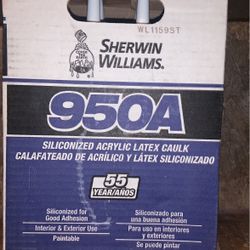 WL1159ST
SHERWIN
WILLIAMS.
950A
SILICONIZED ACRYLIC LATEX CAULK
CALAFATEADO DE ACRÍLICO Y LÁTEX SILICONIZADO
55
YEAR/AÑOS
Siliconized for
Good Adhesion
Interior & Exterior Use
Paintable
Siliconizado para
una buena adhesión
Para uso en interiores
y exteriores
Se puede pintar